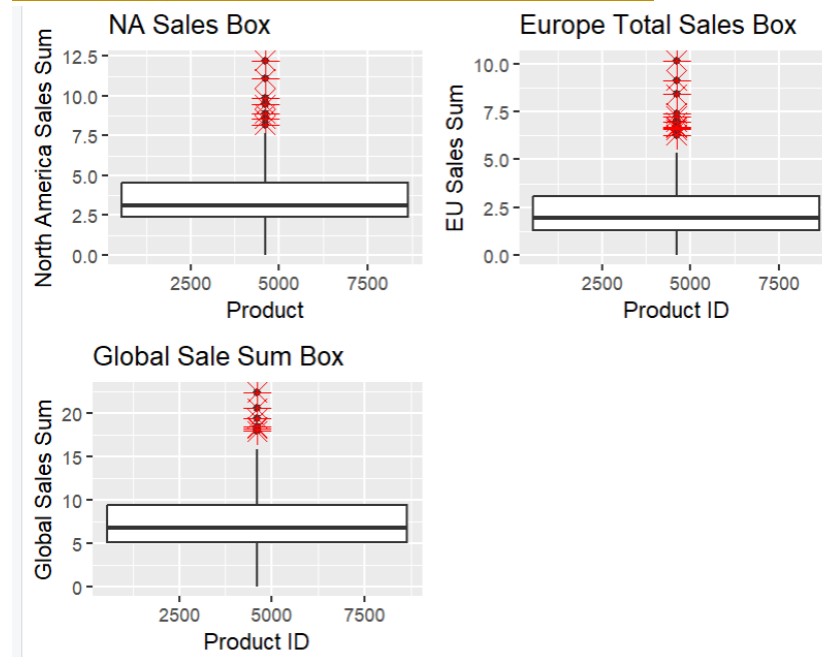 NA Sales Box
North America Sales Sum
12.5
10.0
7.5
5.0
2.5
0.0
2500 5000 7500
Product
Europe Total Sales Box
EU Sales Sum
10.0
7.5
5.0
2.5
0.0
2500 5000 7500
Product ID
Global Sale Sum Box
Global Sales Sum
20
15
10
5
0
2500 5000 7500
Product ID